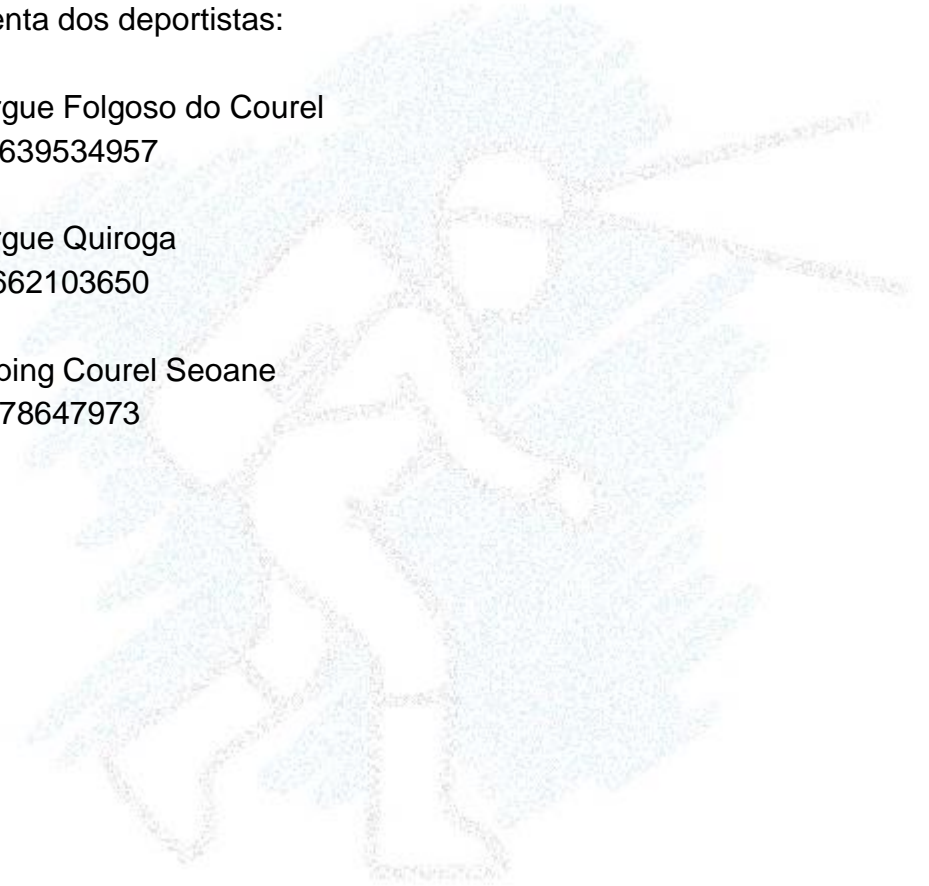 enta dos deportistas:
rgue Folgoso do Courel
639534957
rgue Quiroga
662103650
ping Courel Seoane
78647973